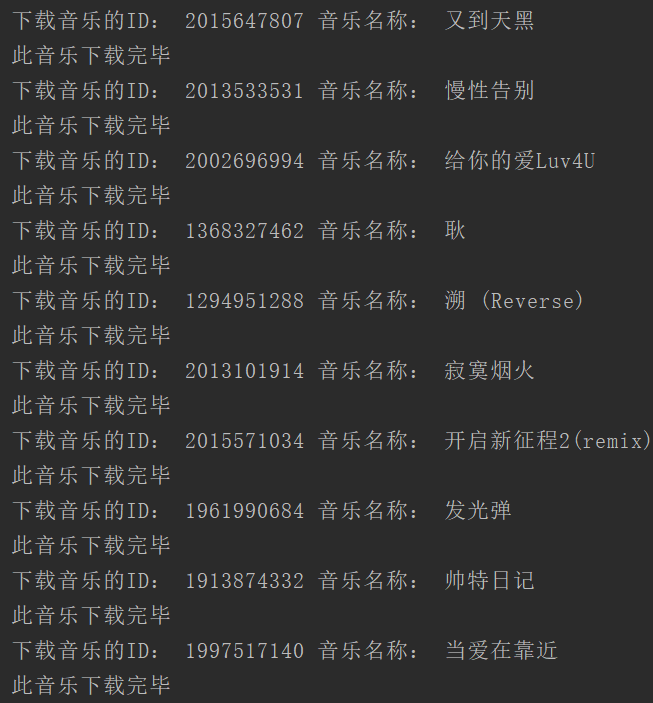 下载音乐的ID： 2015647807 音乐名称： 又到天黑
此音乐下载完毕
下载音乐的ID： 2013533531 音乐名称： 慢性告别
此音乐下载完毕
下载音乐的ID： 2002696994 音乐名称： 给你的爱Luv4U
此音乐下载完毕
下载音乐的ID： 1368327462 音乐名称： 耿
此音乐下载完毕
下载音乐的ID： 1294951288 音乐名称： 溯 (Reverse)
此音乐下载完毕
下载音乐的ID： 2013101914 音乐名称： 寂寞烟火
此音乐下载完毕
下载音乐的ID： 2015571034 音乐名称： 开启新征程2(remix)
此音乐下载完毕
下载音乐的ID： 1961990684 音乐名称： 发光弹
此音乐下载完毕
下载音乐的ID： 1913874332 音乐名称： 帅特日记
此音乐下载完毕
下载音乐的ID： 1997517140 音乐名称： 当爱在靠近
此音乐下载完毕